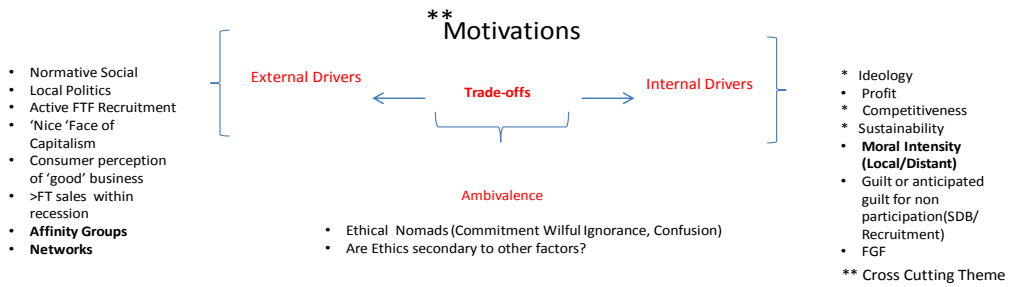 ** Motivations
External Drivers
Trade-offs
Internal Drivers
• Normative Social
• Local Politics
• Active FTF Recruitment
• 'Nice 'Face of
Capitalism
• Consumer perception
of 'good' business
• >FT sales within
recession
• Affinity Groups
• Networks
Ambivalence
• Ethical Nomads (Commitment Wilful Ignorance, Confusion)
• Are Ethics secondary to other factors?
* Ideology
• Profit
* Competitiveness
* Sustainability
• Moral Intensity
(Local/Distant)
• Guilt or anticipated
guilt for non
participation(SDB/
Recruitment)
• FGF
** Cross Cutting Theme